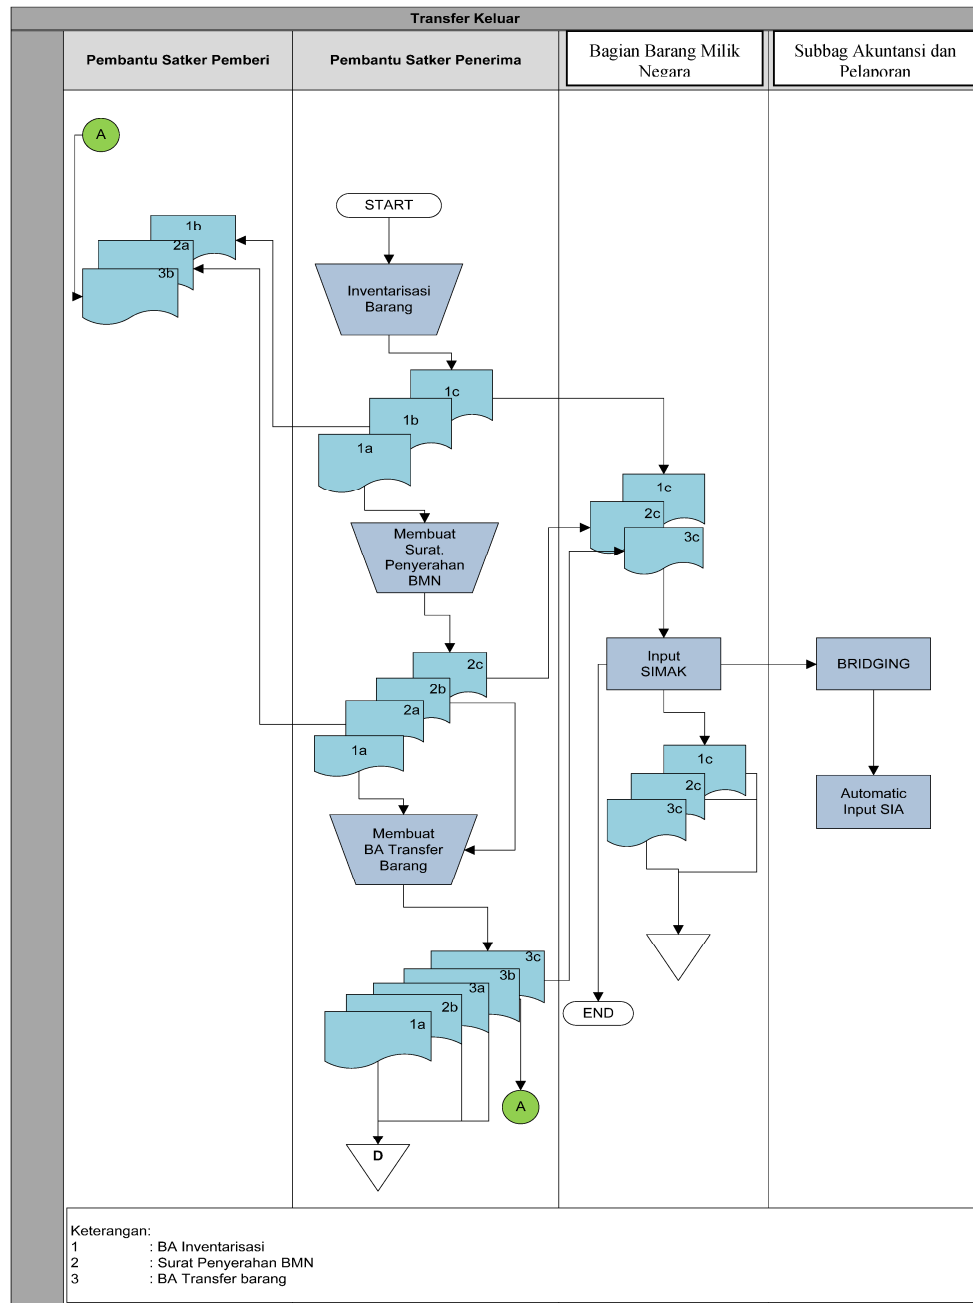 Transfer Keluar
Pembantu Satker Pemberi
Pembantu Satker Penerima
Bagian Barang Milik
Negara
Subbag Akuntansi dan
Pelaporan
A
START
1b
2a
3b
Inventarisasi
Barang
1c
1b
1a
1c
2c
3c
Membuat
Surat.
Penyerahan
BMN
2c
2b
2a
1a
Input
SIMAK
BRIDGING
1c
2c
3c
Automatic
Input SIA
Membuat
BA Transfer
Barang
3c
3b
3a
2b
1a
END
A
D
Keterangan:
1 : BA Inventarisasi
2 : Surat Penyerahan BMN
3 : BA Transfer barang